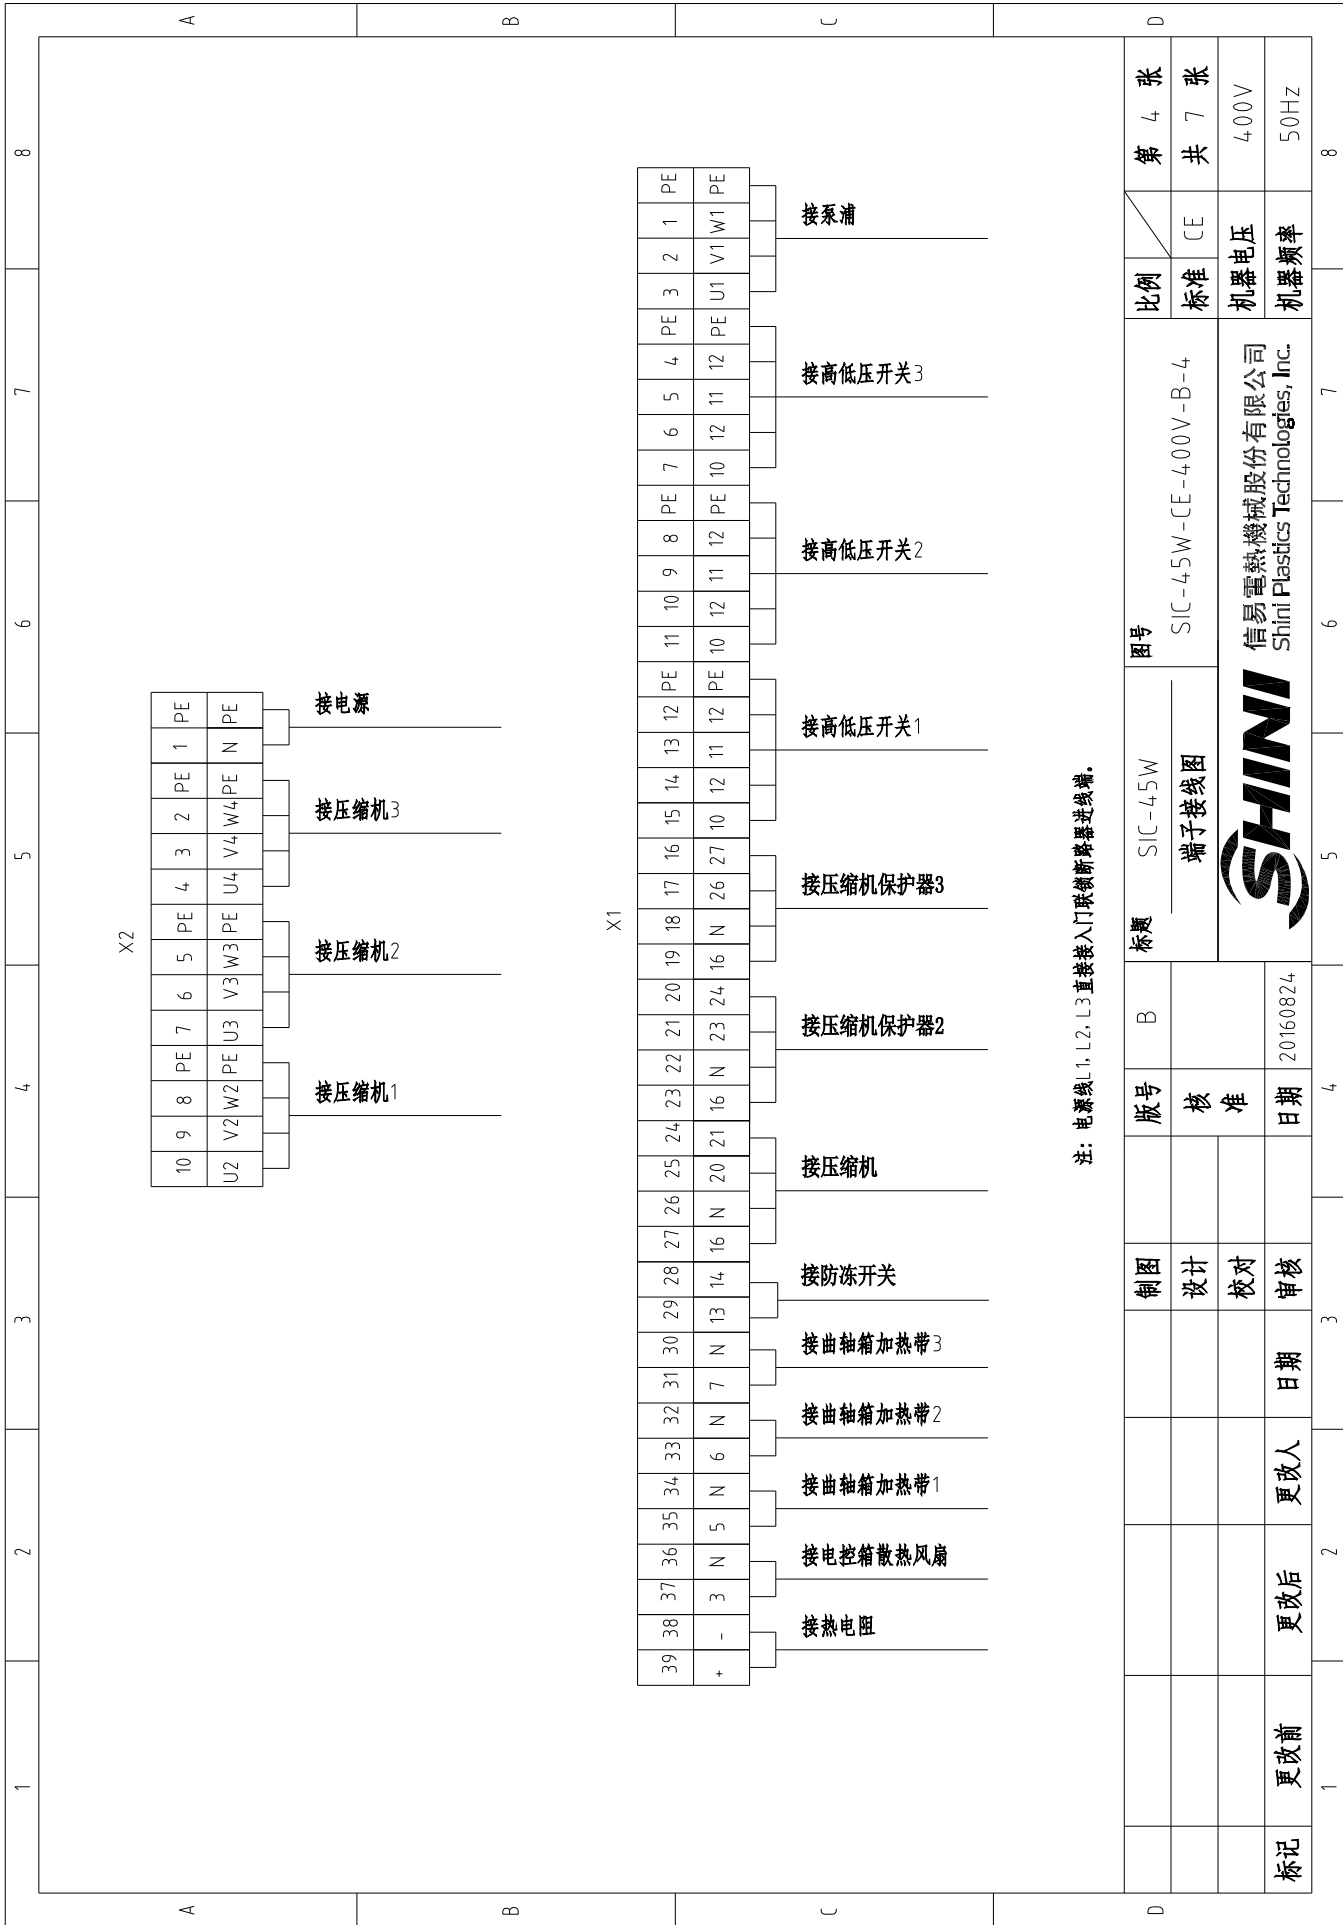 1 2 3 4 5 6 7 8
A A
X2
10 9 8 PE 7 6 5 PE 4 3 2 PE 1 PE
U2 V2 W2 PE U3 V3 W3 PE U4 V4 W4 PE N PE
接压缩机1 接压缩机2 接压缩机3 接电源
B B
X1
39 38 37 36 35 34 33 32 31 30 29 28 27 26 25 24 23 22 21 20 19 18 17 16 15 14 13 12 PE 11 10 9 8 PE 7 6 5 4 PE 3 2 1 PE
+ - 3 N 5 N 6 N 7 N 13 14 16 N 20 21 16 N 23 24 16 N 26 27 10 12 11 12 PE 10 12 11 12 PE 10 12 11 12 PE U1 V1 W1 PE
接热电阻 接电控箱散热风扇 接曲轴箱加热带1 接曲轴箱加热带2 接曲轴箱加热带3 接防冻开关 接压缩机 接压缩机保护器2 接压缩机保护器3 接高低压开关1 接高低压开关2 接高低压开关3 接泵浦
C C
注：电源线L1, L2, L3直接接入门联锁断路器进线端。
D D
制图 版号 B 标题 SIC-45W 图号 比例 第 4 张
设计 核 端子接线图 SIC-45W-CE-400V-B-4 标准 CE 共 7 张
校对 准 SHINI 信易電熱機械股份有限公司 机器电压 400V
标记 更改前 更改后 更改人 日期 审核 日期 20160824 Shini Plastics Technologies, Inc. 机器频率 50Hz
1 2 3 4 5 6 7 8